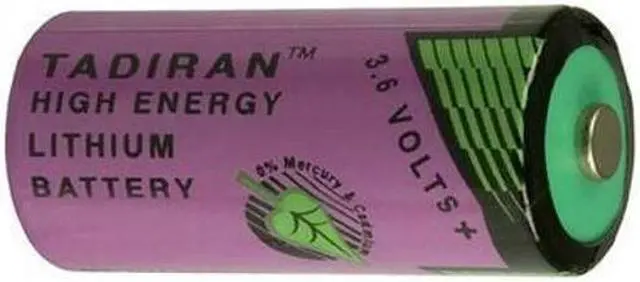 TADIRAN™
HIGH ENERGY
LITHIUM
BATTERY
0% Mercury & Cadmium
3.6 VOLTS +